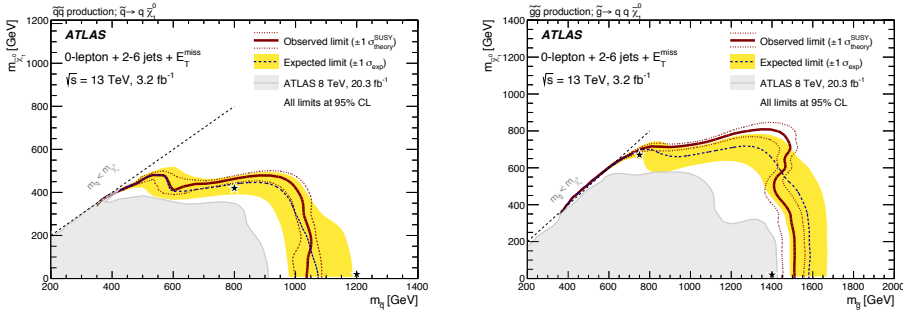 q̃q̃ production; q̃→ q χ̃₁⁰
m_χ̃₁⁰ [GeV]
1400
1200
1000
800
600
400
200
0
ATLAS
0-lepton + 2-6 jets + E_T^miss
√s = 13 TeV, 3.2 fb⁻¹
Observed limit (±1 σ_theory^SUSY)
Expected limit (±1 σ_exp)
ATLAS 8 TeV, 20.3 fb⁻¹
All limits at 95% CL
m_q̃ < m_χ̃₁⁰
200 400 600 800 1000 1200 1400
m_q̃ [GeV]
g̃g̃ production; g̃→ q q χ̃₁⁰
m_χ̃₁⁰ [GeV]
1400
1200
1000
800
600
400
200
0
ATLAS
0-lepton + 2-6 jets + E_T^miss
√s = 13 TeV, 3.2 fb⁻¹
Observed limit (±1 σ_theory^SUSY)
Expected limit (±1 σ_exp)
ATLAS 8 TeV, 20.3 fb⁻¹
All limits at 95% CL
m_g̃ < m_χ̃₁⁰
200 400 600 800 1000 1200 1400 1600 1800 2000
m_g̃ [GeV]